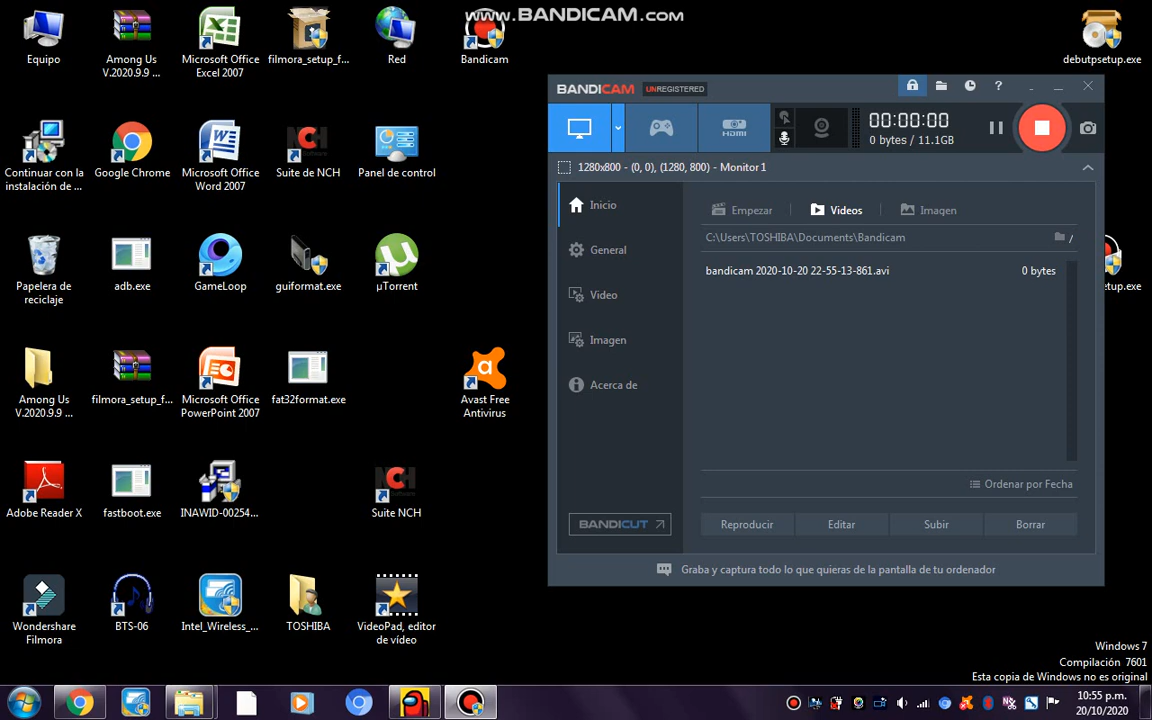 www.BANDICAM.com
Equipo
Among Us
V.2020.9.9 ...
Microsoft Office
Excel 2007
filmora_setup_f...
Red
Bandicam
debutpsetup.exe
Continuar con la
instalación de ...
Google Chrome
Microsoft Office
Word 2007
Suite de NCH
Panel de control
Papelera de
reciclaje
adb.exe
GameLoop
guiformat.exe
µTorrent
etup.exe
Among Us
V.2020.9.9 ...
filmora_setup_f...
Microsoft Office
PowerPoint 2007
fat32format.exe
Avast Free
Antivirus
Adobe Reader X
fastboot.exe
INAWID-00254...
Suite NCH
Wondershare
Filmora
BTS-06
Intel_Wireless_...
TOSHIBA
VideoPad, editor
de vídeo
BANDICAM UNREGISTERED
HDMI
00:00:00
0 bytes / 11.1GB
1280x800 - (0, 0), (1280, 800) - Monitor 1
Inicio
General
Video
Imagen
Acerca de
BANDICUT
Empezar
Videos
Imagen
C:\Users\TOSHIBA\Documents\Bandicam
/
bandicam 2020-10-20 22-55-13-861.avi 0 bytes
Ordenar por Fecha
Reproducir
Editar
Subir
Borrar
Graba y captura todo lo que quieras de la pantalla de tu ordenador
Windows 7
Compilación 7601
Esta copia de Windows no es original
10:55 p.m.
20/10/2020